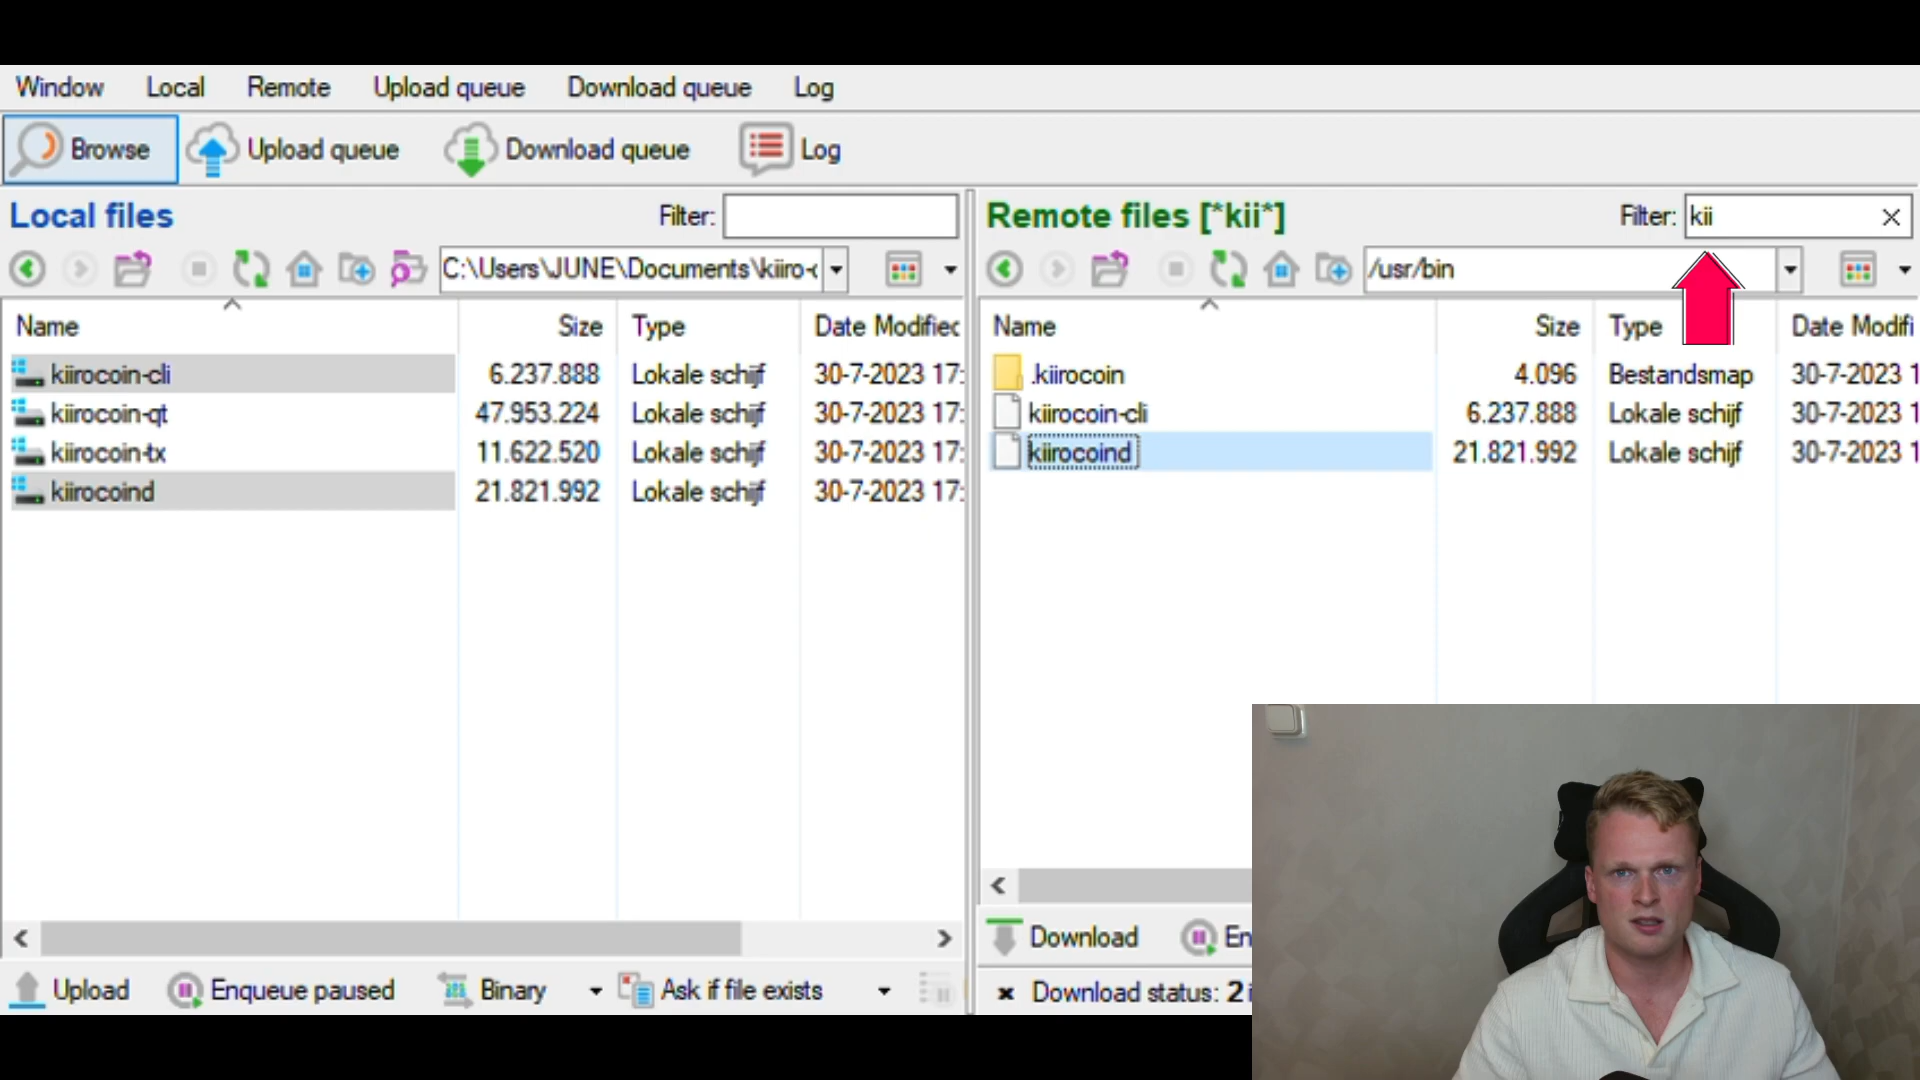 Window Local Remote Upload queue Download queue Log
Browse Upload queue Download queue Log
Local files Filter:
C:\Users\JUNE\Documents\kiiro-
Name Size Type Date Modified
kiirocoin-cli 6.237.888 Lokale schijf 30-7-2023 17:
kiirocoin-qt 47.953.224 Lokale schijf 30-7-2023 17:
kiirocoin-tx 11.622.520 Lokale schijf 30-7-2023 17:
kiirocoind 21.821.992 Lokale schijf 30-7-2023 17:
Upload Enqueue paused Binary Ask if file exists
Remote files [*kii*] Filter: kii
/usr/bin
Name Size Type Date Modifi
.kiirocoin 4.096 Bestandsmap 30-7-2023 1
kiirocoin-cli 6.237.888 Lokale schijf 30-7-2023 1
kiirocoind 21.821.992 Lokale schijf 30-7-2023 1
Download En
Download status: 2 i